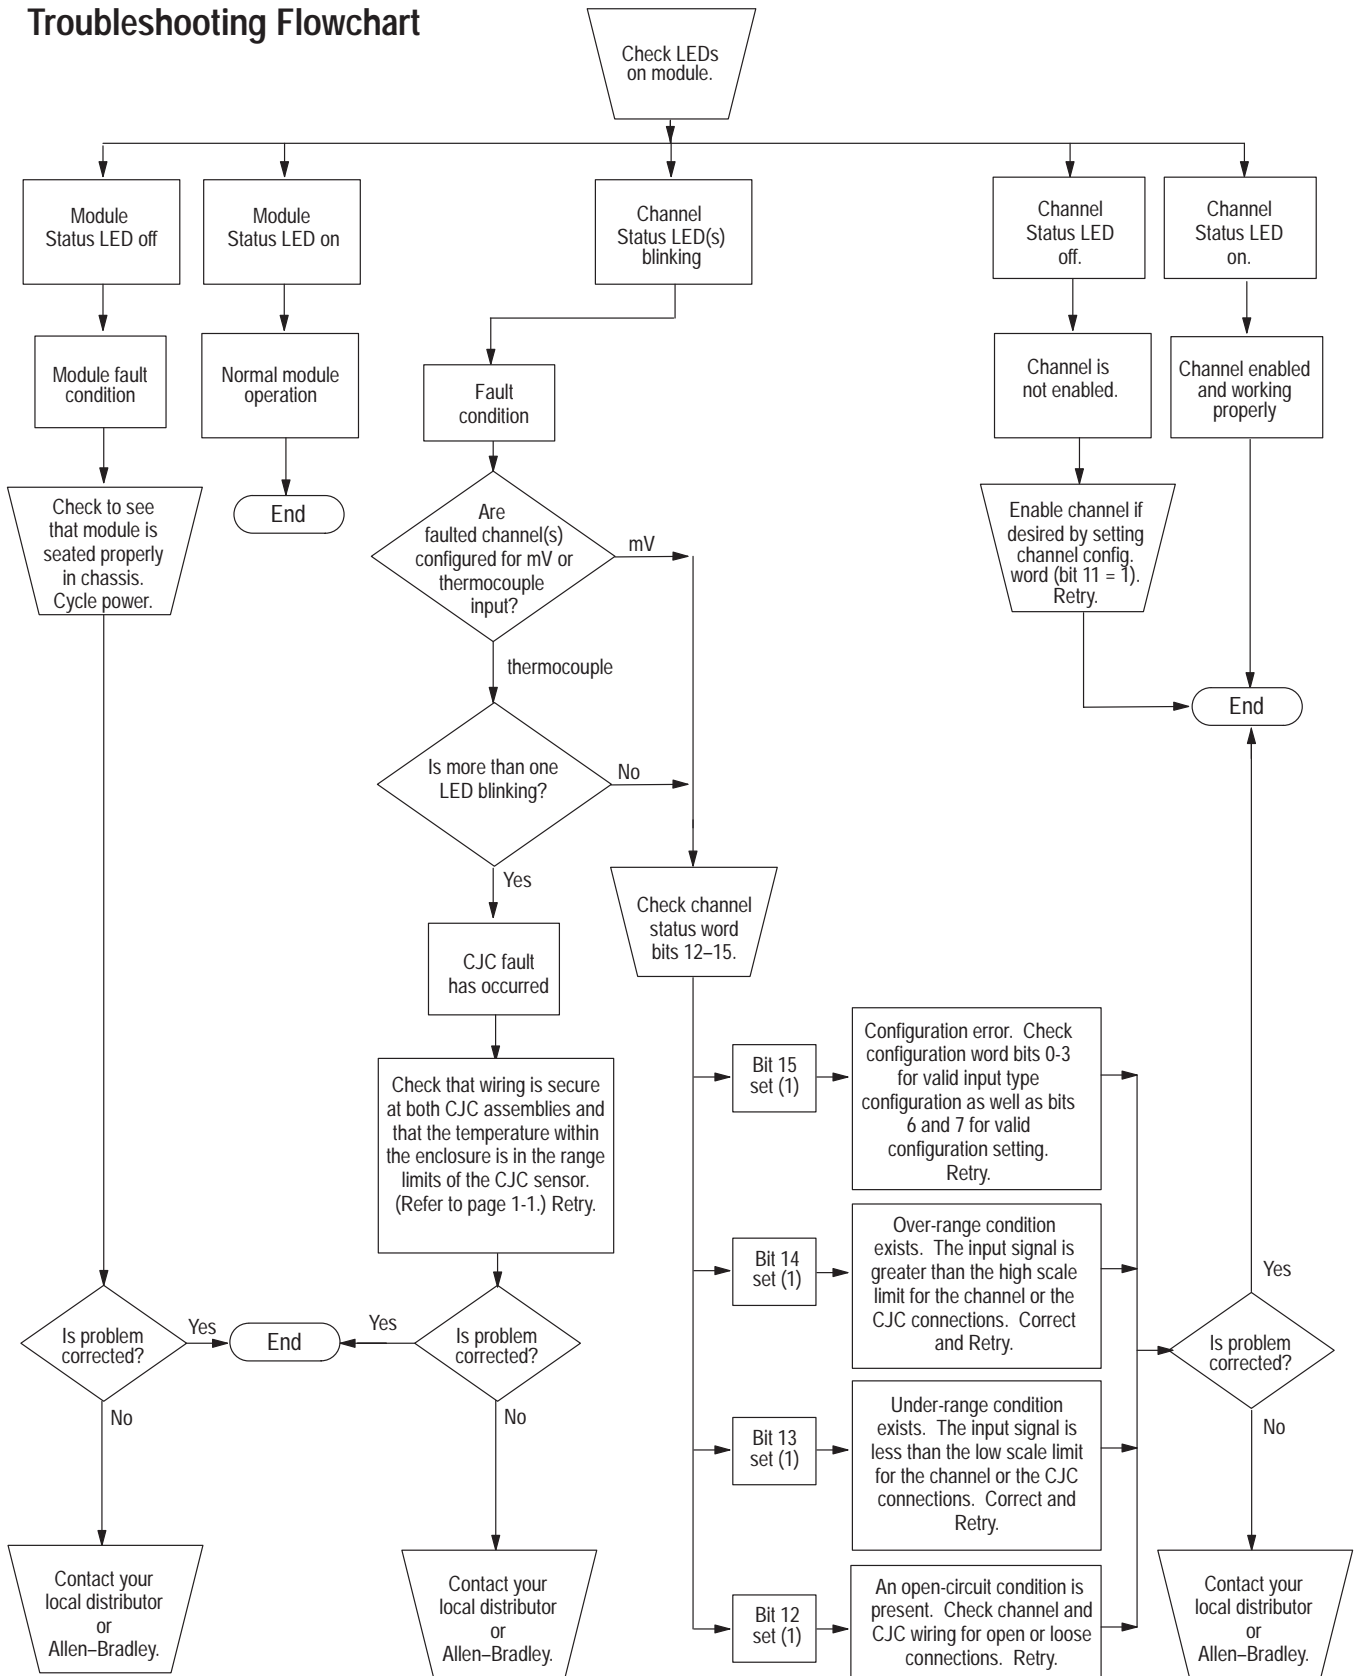 Troubleshooting Flowchart
Check LEDs
on module.
Module
Status LED off
Module
Status LED on
Channel
Status LED(s)
blinking
Channel
Status LED
off.
Channel
Status LED
on.
Module fault
condition
Normal module
operation
Fault
condition
Channel is
not enabled.
Channel enabled
and working
properly
Check to see
that module is
seated properly
in chassis.
Cycle power.
End
Are
faulted channel(s)
configured for mV or
thermocouple
input?
mV
Enable channel if
desired by setting
channel config.
word (bit 11 = 1).
Retry.
thermocouple
End
Is more than one
LED blinking?
No
Yes
Check channel
status word
bits 12–15.
CJC fault
has occurred
Check that wiring is secure
at both CJC assemblies and
that the temperature within
the enclosure is in the range
limits of the CJC sensor.
(Refer to page 1-1.) Retry.
Bit 15
set (1)
Configuration error. Check
configuration word bits 0-3
for valid input type
configuration as well as bits
6 and 7 for valid
configuration setting.
Retry.
Bit 14
set (1)
Over-range condition
exists. The input signal is
greater than the high scale
limit for the channel or the
CJC connections. Correct
and Retry.
Yes
Is problem
corrected?
Yes
End
Yes
Is problem
corrected?
Is problem
corrected?
No
No
No
Bit 13
set (1)
Under-range condition
exists. The input signal is
less than the low scale limit
for the channel or the CJC
connections. Correct and
Retry.
Contact your
local distributor
or
Allen–Bradley.
Contact your
local distributor
or
Allen–Bradley.
Bit 12
set (1)
An open-circuit condition is
present. Check channel and
CJC wiring for open or loose
connections. Retry.
Contact your
local distributor
or
Allen–Bradley.